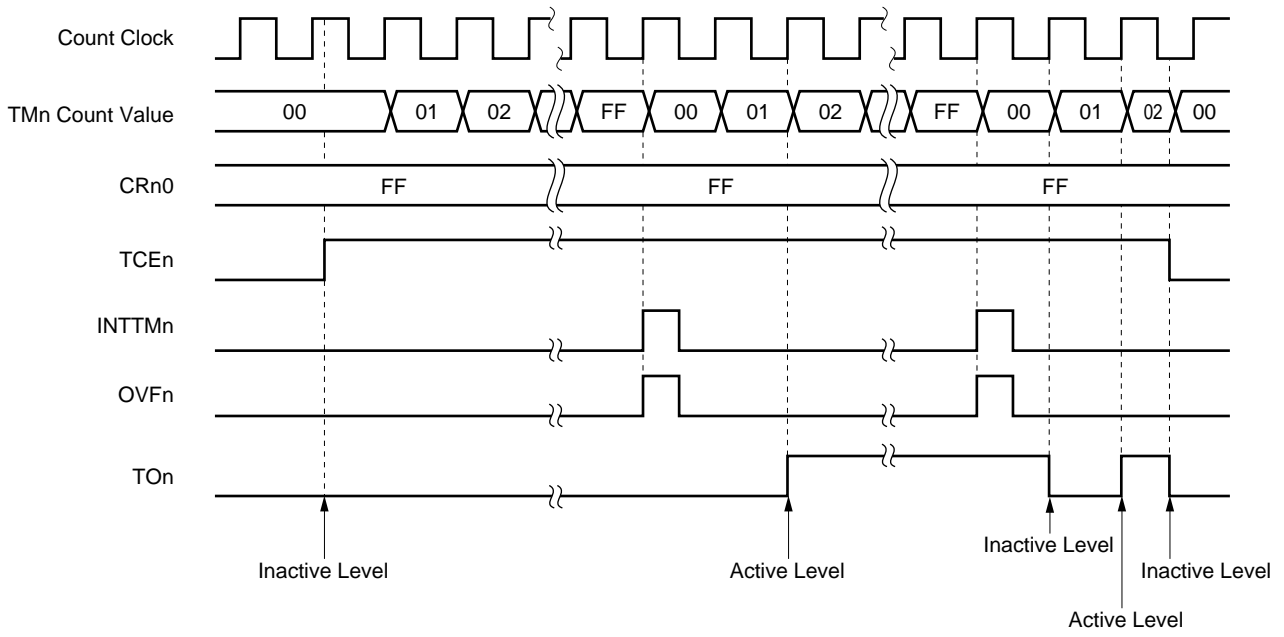 Count Clock
TMn Count Value 00 01 02 FF 00 01 02 FF 00 01 02 00
CRn0 FF FF FF
TCEn
INTTMn
OVFn
TOn
Inactive Level Active Level Inactive Level Inactive Level
Active Level